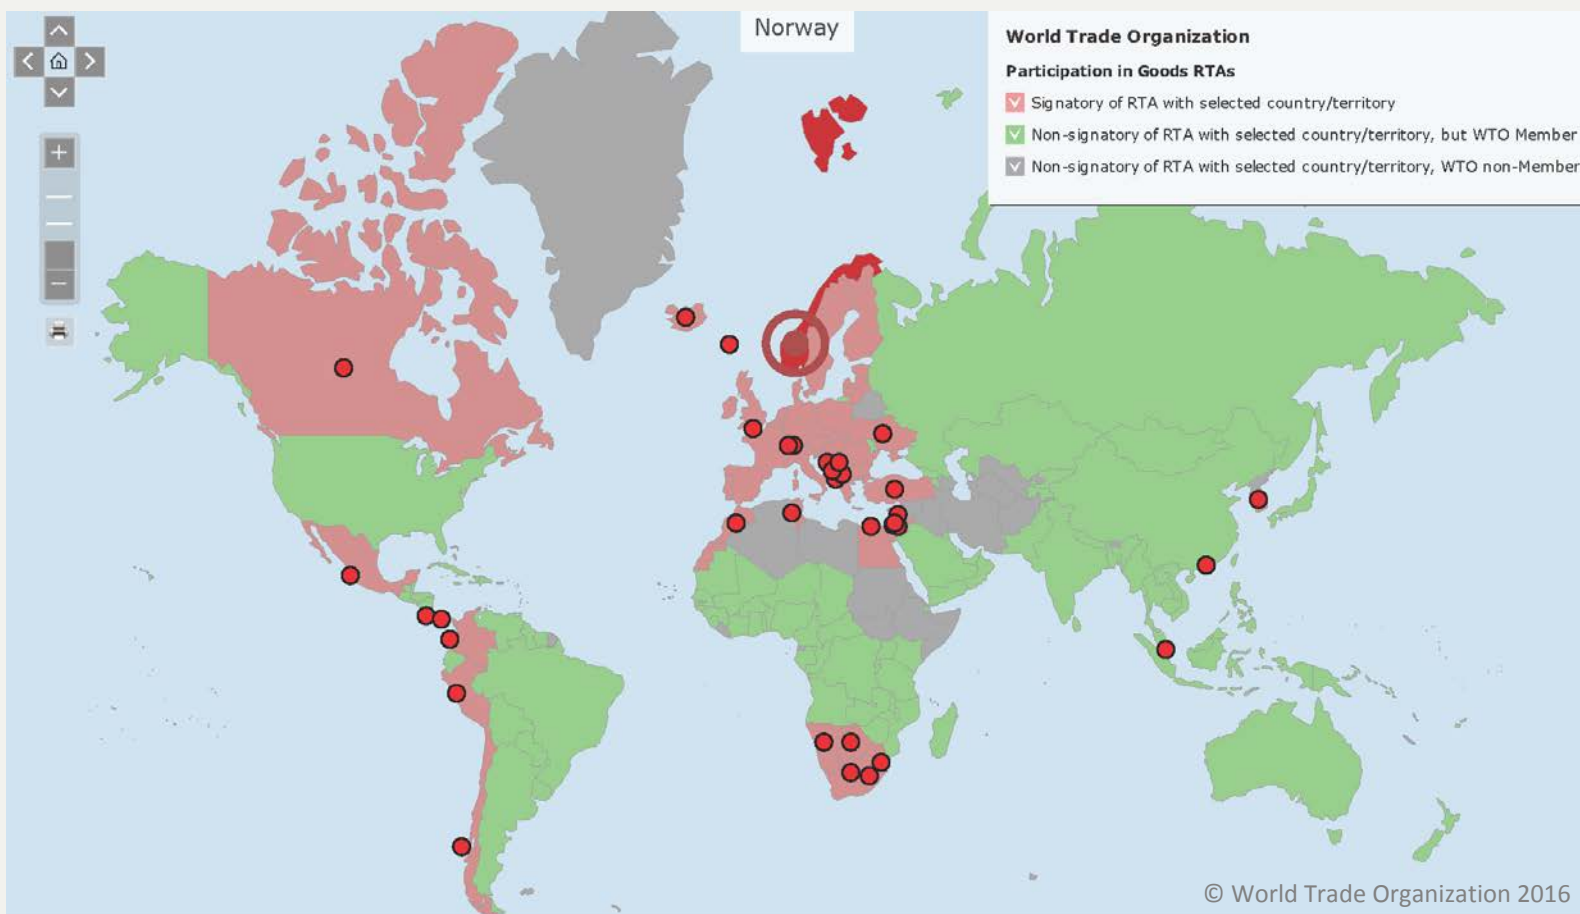 Norway
World Trade Organization
Participation in Goods RTAs
Signatory of RTA with selected country/territory
Non-signatory of RTA with selected country/territory, but WTO Member
Non-signatory of RTA with selected country/territory, WTO non-Member
© World Trade Organization 2016